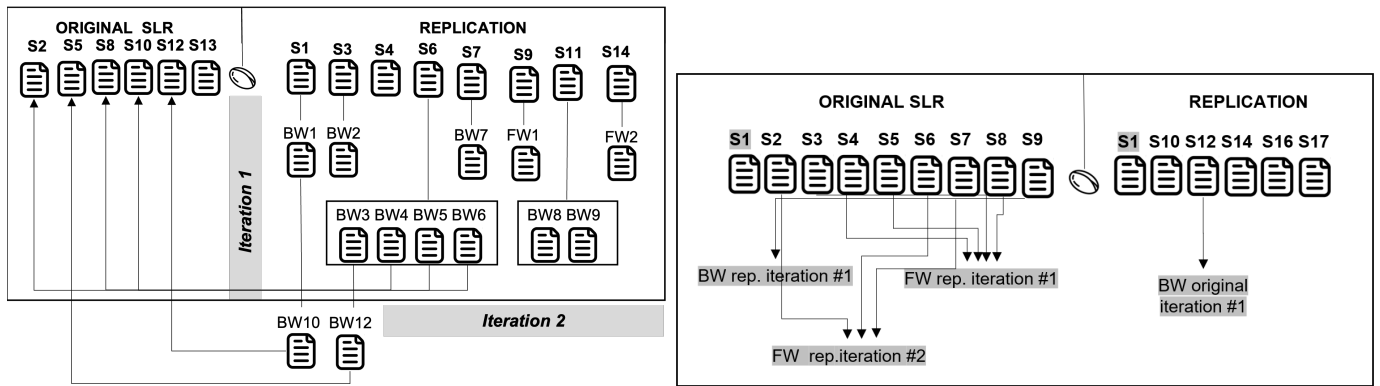 ORIGINAL SLR
REPLICATION
S2 S5 S8 S10 S12 S13
S1 S3 S4 S6 S7 S9 S11 S14
BW1 BW2 BW7 FW1 FW2
Iteration 1
BW3 BW4 BW5 BW6
BW8 BW9
BW10 BW12
Iteration 2
ORIGINAL SLR
REPLICATION
S1 S2 S3 S4 S5 S6 S7 S8 S9
S1 S10 S12 S14 S16 S17
BW rep. iteration #1
FW rep. iteration #1
BW original
iteration #1
FW rep.iteration #2